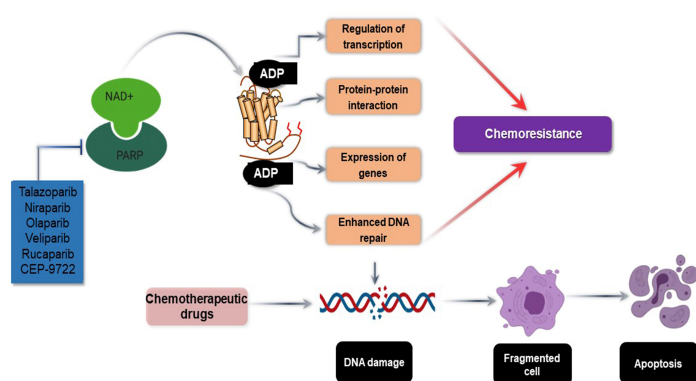 NAD+
PARP
Talazoparib
Niraparib
Olaparib
Veliparib
Rucaparib
CEP-9722
ADP
ADP
Regulation of
transcription
Protein-protein
interaction
Expression of
genes
Enhanced DNA
repair
Chemoresistance
Chemotherapeutic
drugs
DNA damage
Fragmented
cell
Apoptosis